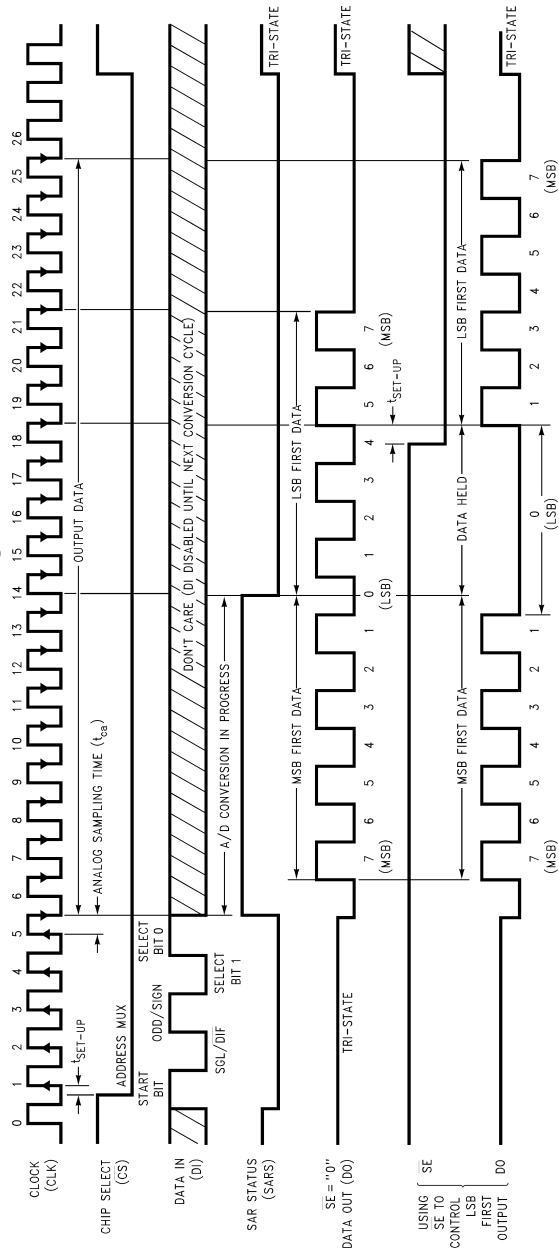 CLOCK
(CLK)
0 1 2 3 4 5 6 7 8 9 10 11 12 13 14 15 16 17 18 19 20 21 22 23 24 25 26
tSET-UP
ANALOG SAMPLING TIME (tca)
OUTPUT DATA
CHIP SELECT
(CS)
ADDRESS MUX
START
BIT
ODD/SIGN
SELECT
BIT 0
DATA IN
(DI)
DON'T CARE (DI DISABLED UNTIL NEXT CONVERSION CYCLE)
SGL/DIF
SELECT
BIT 1
SAR STATUS
(SARS)
A/D CONVERSION IN PROGRESS
TRI-STATE
MSB FIRST DATA
LSB FIRST DATA
SE = "0"
DATA OUT (DO)
TRI-STATE
TRI-STATE
7 6 5 4 3 2 1 0 1 2 3 4 5 6 7
(MSB)
(LSB)
(MSB)
tSET-UP
USING
SE TO
CONTROL
LSB
FIRST
OUTPUT
SE
MSB FIRST DATA
DATA HELD
LSB FIRST DATA
DO
TRI-STATE
7 6 5 4 3 2 1 0 1 2 3 4 5 6 7
(MSB)
(LSB)
(MSB)